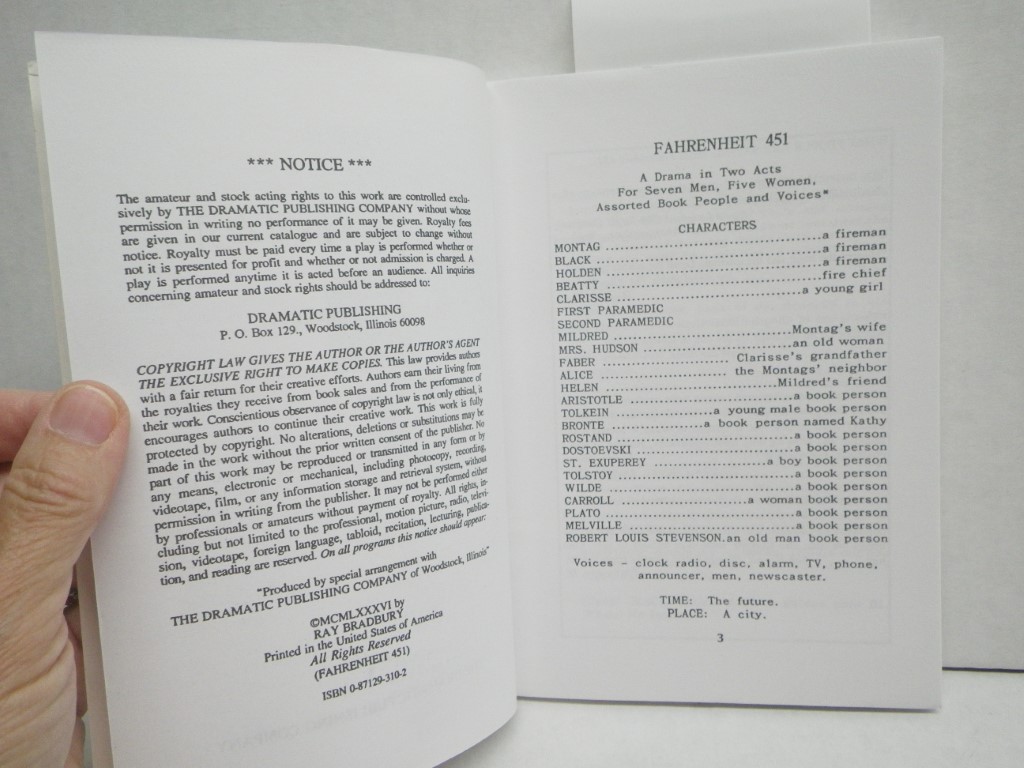 *** NOTICE ***
The amateur and stock acting rights to this work are controlled exclu-
sively by THE DRAMATIC PUBLISHING COMPANY without whose
permission in writing no performance of it may be given. Royalty fees
are given in our current catalogue and are subject to change without
notice. Royalty must be paid every time a play is performed whether or
not it is presented for profit and whether or not admission is charged. A
play is performed anytime it is acted before an audience. All inquiries
concerning amateur and stock rights should be addressed to:
DRAMATIC PUBLISHING
P. O. Box 129., Woodstock, Illinois 60098
COPYRIGHT LAW GIVES THE AUTHOR OR THE AUTHOR'S AGENT
THE EXCLUSIVE RIGHT TO MAKE COPIES. This law provides authors
with a fair return for their creative efforts. Authors earn their living from
the royalties they receive from book sales and from the performance of
their work. Conscientious observance of copyright law is not only ethical, it
encourages authors to continue their creative work. This work is fully
protected by copyright. No alterations, deletions or substitutions may be
made in the work without the prior written consent of the publisher. No
part of this work may be reproduced or transmitted in any form or by
any means, electronic or mechanical, including photocopy, recording,
videotape, film, or any information storage and retrieval system, without
permission in writing from the publisher. It may not be performed either
by professionals or amateurs without payment of royalty. All rights, in-
cluding but not limited to the professional, motion picture, radio, televi-
sion, videotape, foreign language, tabloid, recitation, lecturing, publica-
tion, and reading are reserved. On all programs this notice should appear:
"Produced by special arrangement with
THE DRAMATIC PUBLISHING COMPANY of Woodstock, Illinois"
©MCMLXXXVI by
RAY BRADBURY
Printed in the United States of America
All Rights Reserved
(FAHRENHEIT 451)
ISBN 0-87129-310-2
FAHRENHEIT 451
A Drama in Two Acts
For Seven Men, Five Women,
Assorted Book People and Voices*
CHARACTERS
MONTAG ..............................a fireman
BLACK ...............................a fireman
HOLDEN ..............................a fireman
BEATTY ..............................fire chief
CLARISSE .........................a young girl
FIRST PARAMEDIC
SECOND PARAMEDIC
MILDRED .........................Montag's wife
MRS. HUDSON ......................an old woman
FABER .......... Clarisse's grandfather
ALICE ........... the Montags' neighbor
HELEN ..........................Mildred's friend
ARISTOTLE .........................a book person
TOLKEIN ..............a young male book person
BRONTE ...............a book person named Kathy
ROSTAND .........................a book person
DOSTOEVSKI ......................a book person
ST. EXUPEREY ................a boy book person
TOLSTOY .........................a book person
WILDE ...........................a book person
CARROLL ...................a woman book person
PLATO ...........................a book person
MELVILLE ........................a book person
ROBERT LOUIS STEVENSON.an old man book person
Voices - clock radio, disc, alarm, TV, phone,
announcer, men, newscaster.
TIME: The future.
PLACE: A city.
3